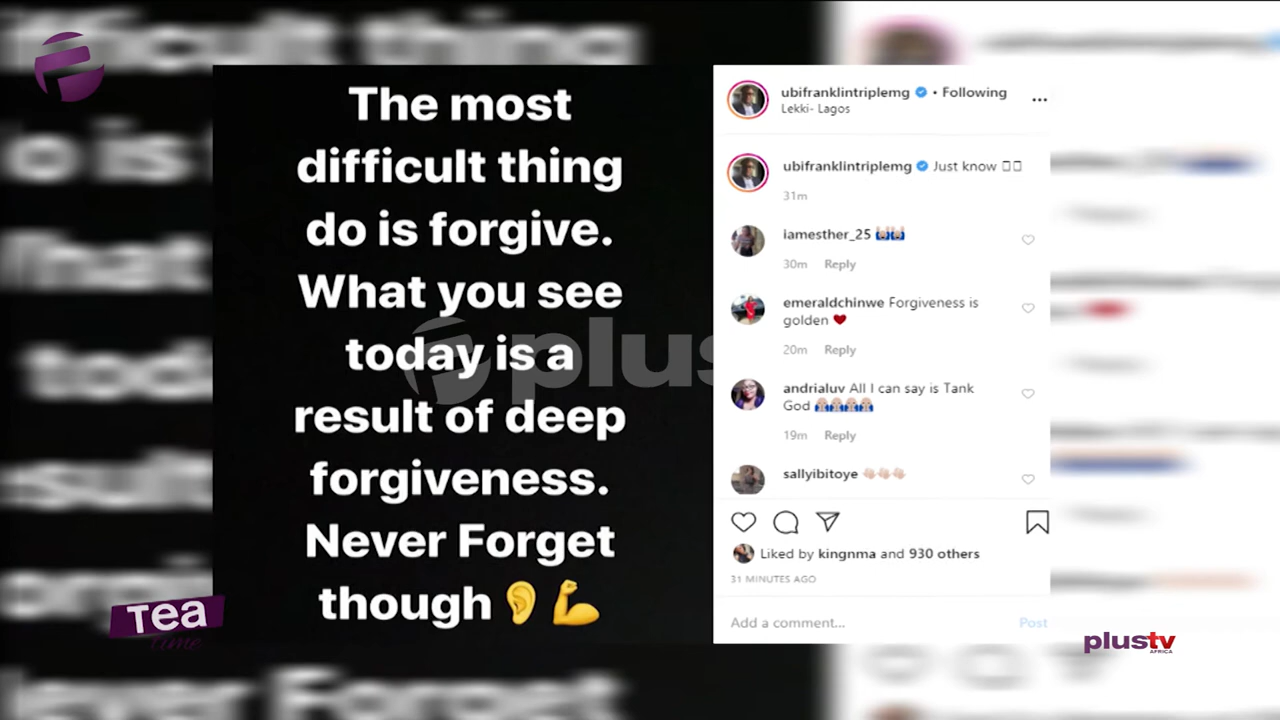 The most
difficult thing
do is forgive.
What you see
today is a
result of deep
forgiveness.
Never Forget
though 👂💪
ubifranklintriplemg • Following
Lekki- Lagos
ubifranklintriplemg Just know
31m
iamesther_25
30m Reply
emeraldchinwe Forgiveness is
golden ❤
20m Reply
andrialuv All I can say is Tank
God
19m Reply
sallyibitoye
Liked by kingnma and 930 others
31 MINUTES AGO
Add a comment... Post
plus
Tea
time
plustv
AFRICA